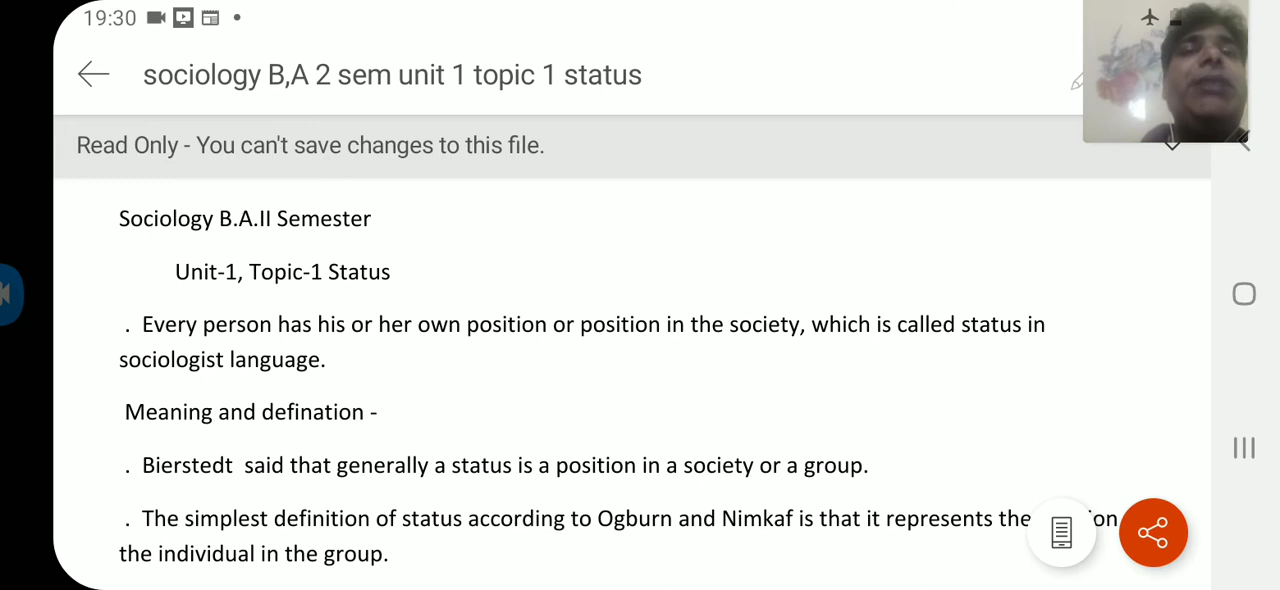 19:30
sociology B,A 2 sem unit 1 topic 1 status
Read Only - You can't save changes to this file.
Sociology B.A.II Semester
Unit-1, Topic-1 Status
. Every person has his or her own position or position in the society, which is called status in
sociologist language.
Meaning and defination -
. Bierstedt said that generally a status is a position in a society or a group.
. The simplest definition of status according to Ogburn and Nimkaf is that it represents the
the individual in the group.